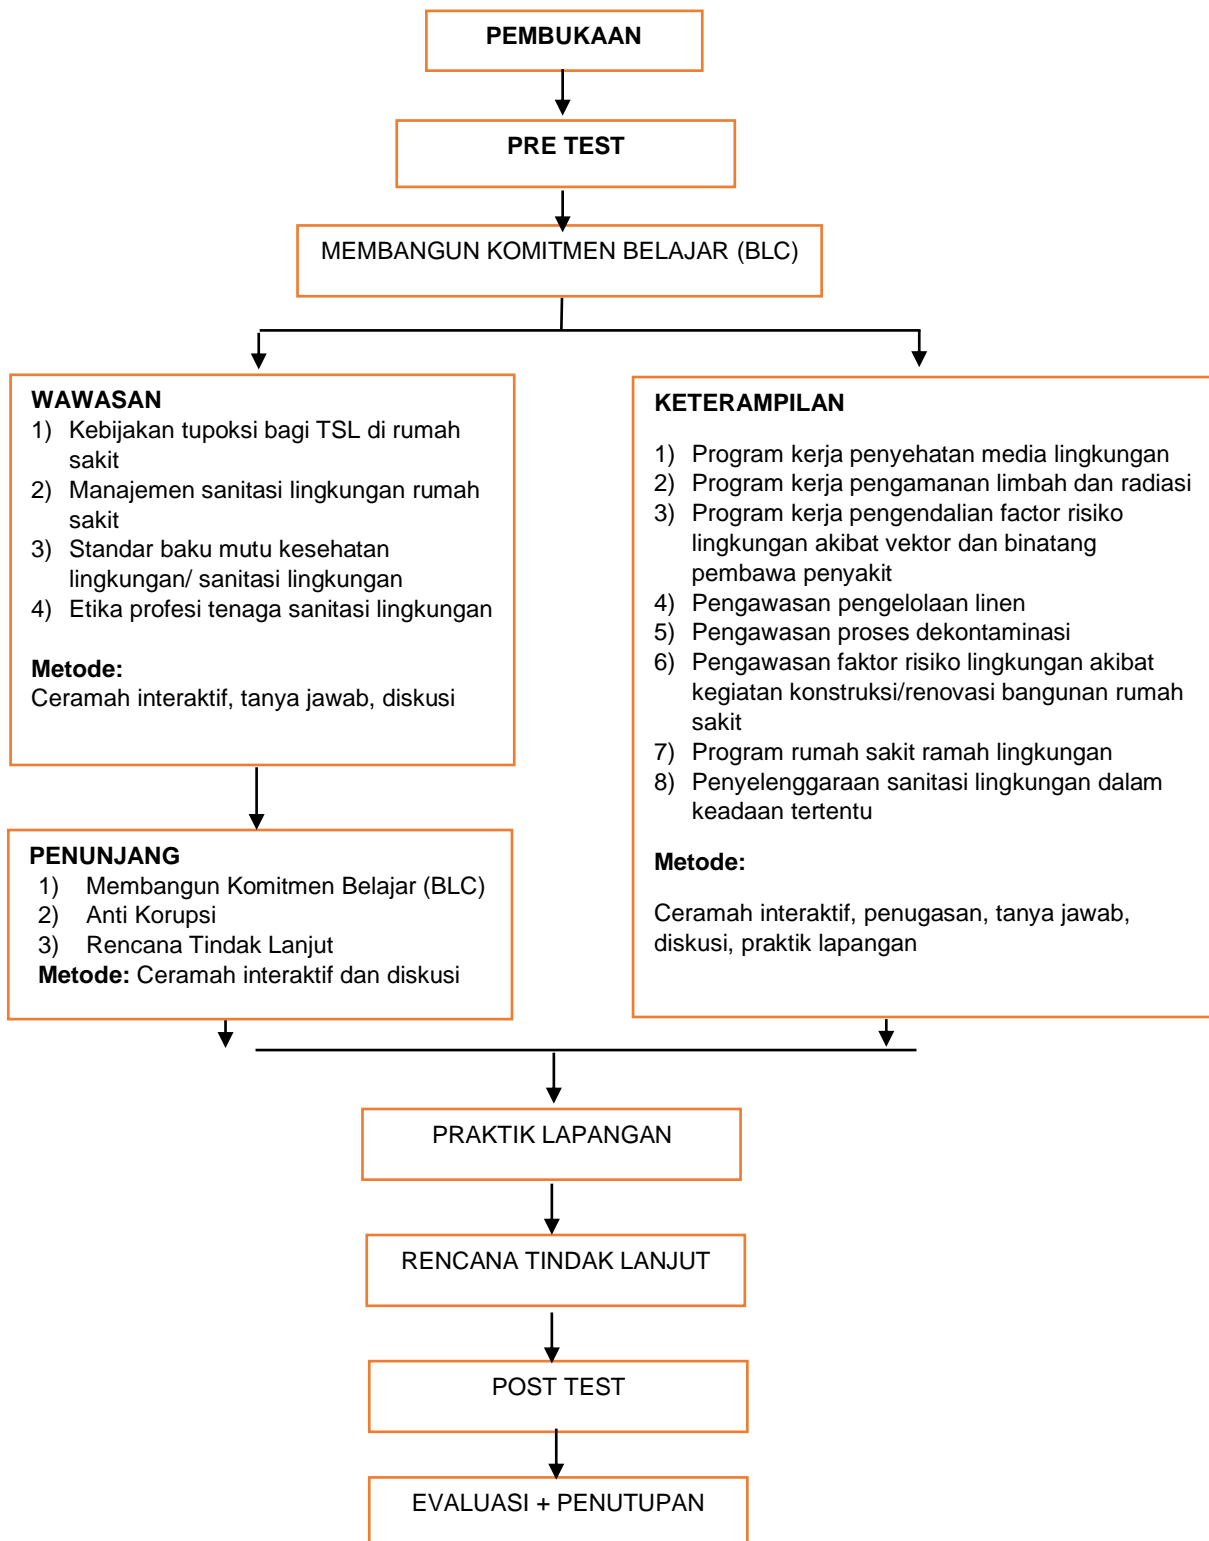 PEMBUKAAN
PRE TEST
MEMBANGUN KOMITMEN BELAJAR (BLC)
WAWASAN
1) Kebijakan tupoksi bagi TSL di rumah
sakit
2) Manajemen sanitasi lingkungan rumah
sakit
3) Standar baku mutu kesehatan
lingkungan/ sanitasi lingkungan
4) Etika profesi tenaga sanitasi lingkungan
Metode:
Ceramah interaktif, tanya jawab, diskusi
PENUNJANG
1) Membangun Komitmen Belajar (BLC)
2) Anti Korupsi
3) Rencana Tindak Lanjut
Metode: Ceramah interaktif dan diskusi
KETERAMPILAN
1) Program kerja penyehatan media lingkungan
2) Program kerja pengamanan limbah dan radiasi
3) Program kerja pengendalian factor risiko
lingkungan akibat vektor dan binatang
pembawa penyakit
4) Pengawasan pengelolaan linen
5) Pengawasan proses dekontaminasi
6) Pengawasan faktor risiko lingkungan akibat
kegiatan konstruksi/renovasi bangunan rumah
sakit
7) Program rumah sakit ramah lingkungan
8) Penyelenggaraan sanitasi lingkungan dalam
keadaan tertentu
Metode:
Ceramah interaktif, penugasan, tanya jawab,
diskusi, praktik lapangan
PRAKTIK LAPANGAN
RENCANA TINDAK LANJUT
POST TEST
EVALUASI + PENUTUPAN